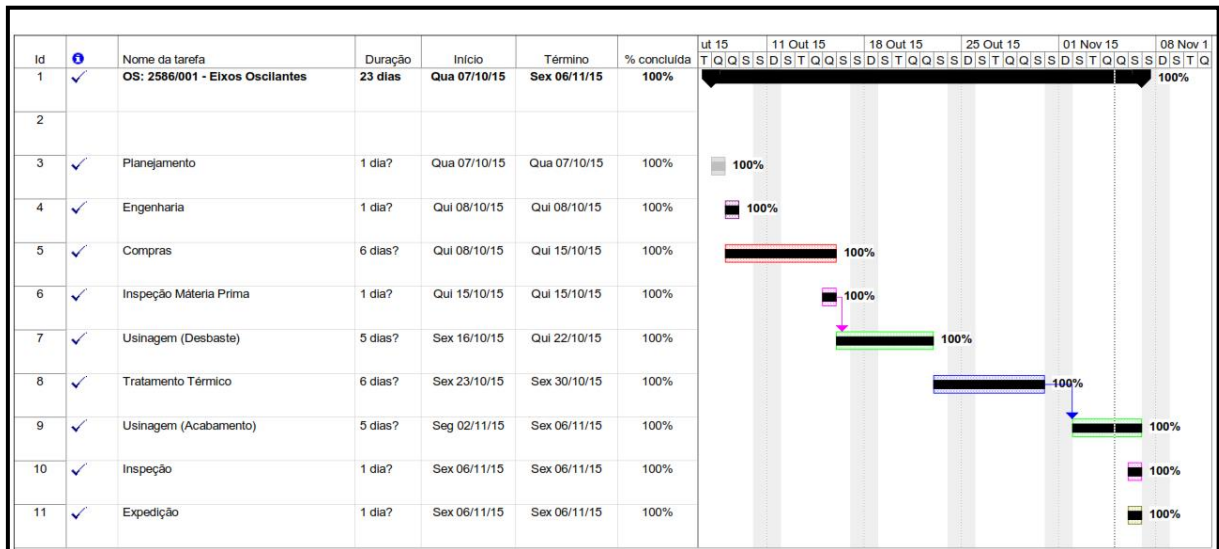 ut 15 11 Out 15 18 Out 15 25 Out 15 01 Nov 15 08 Nov 1
Id Nome da tarefa Duração Início Término % concluída T Q Q S S D S T Q Q S S D S T Q Q S S D S T Q Q S S D S T Q Q S S D S T Q
1 OS: 2586/001 - Eixos Oscilantes 23 dias Qua 07/10/15 Sex 06/11/15 100% 100%
2
3 Planejamento 1 dia? Qua 07/10/15 Qua 07/10/15 100% 100%
4 Engenharia 1 dia? Qui 08/10/15 Qui 08/10/15 100% 100%
5 Compras 6 dias? Qui 08/10/15 Qui 15/10/15 100% 100%
6 Inspeção Máteria Prima 1 dia? Qui 15/10/15 Qui 15/10/15 100% 100%
7 Usinagem (Desbaste) 5 dias? Sex 16/10/15 Qui 22/10/15 100% 100%
8 Tratamento Térmico 6 dias? Sex 23/10/15 Sex 30/10/15 100% 100%
9 Usinagem (Acabamento) 5 dias? Seg 02/11/15 Sex 06/11/15 100% 100%
10 Inspeção 1 dia? Sex 06/11/15 Sex 06/11/15 100% 100%
11 Expedição 1 dia? Sex 06/11/15 Sex 06/11/15 100% 100%